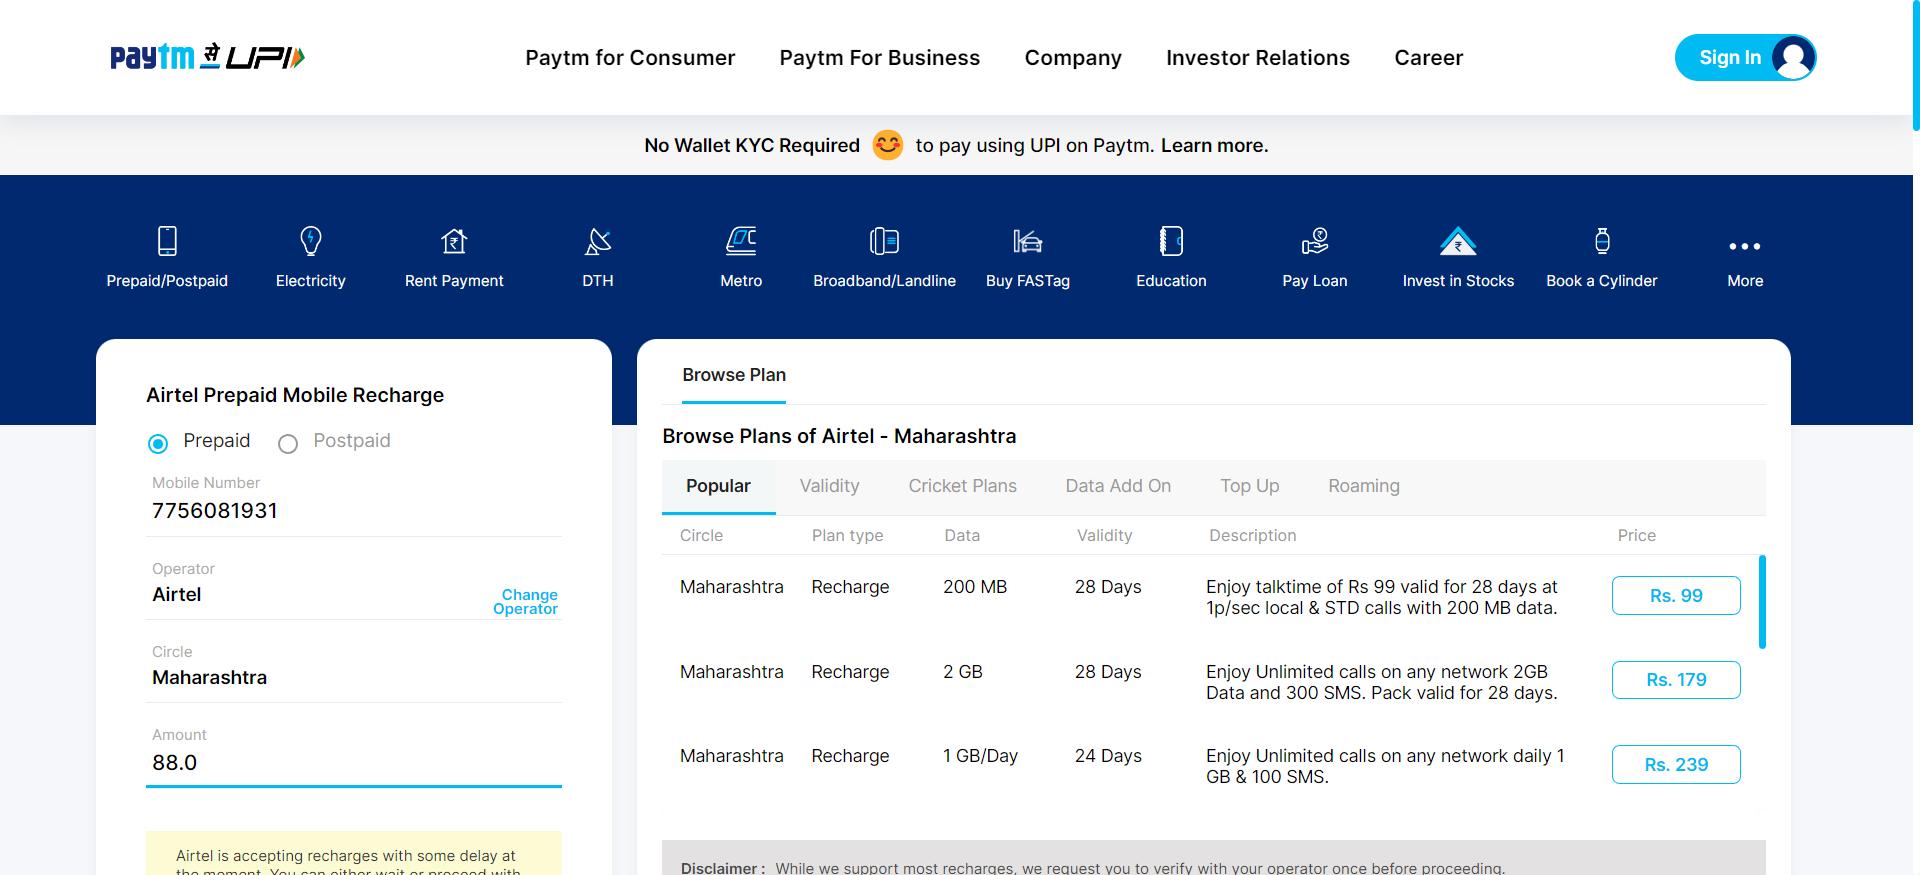 paytm से UPI
Paytm for Consumer
Paytm For Business
Company
Investor Relations
Career
Sign In
No Wallet KYC Required to pay using UPI on Paytm. Learn more.
Prepaid/Postpaid
Electricity
Rent Payment
DTH
Metro
Broadband/Landline
Buy FASTag
Education
Pay Loan
Invest in Stocks
Book a Cylinder
More
Airtel Prepaid Mobile Recharge
Prepaid
Postpaid
Mobile Number
7756081931
Operator
Airtel
Change
Operator
Circle
Maharashtra
Amount
88.0
Airtel is accepting recharges with some delay at
the moment. You can either wait or proceed with
Browse Plan
Browse Plans of Airtel - Maharashtra
Popular
Validity
Cricket Plans
Data Add On
Top Up
Roaming
Circle
Plan type
Data
Validity
Description
Price
Maharashtra
Recharge
200 MB
28 Days
Enjoy talktime of Rs 99 valid for 28 days at
1p/sec local & STD calls with 200 MB data.
Rs. 99
Maharashtra
Recharge
2 GB
28 Days
Enjoy Unlimited calls on any network 2GB
Data and 300 SMS. Pack valid for 28 days.
Rs. 179
Maharashtra
Recharge
1 GB/Day
24 Days
Enjoy Unlimited calls on any network daily 1
GB & 100 SMS.
Rs. 239
Disclaimer : While we support most recharges, we request you to verify with your operator once before proceeding.